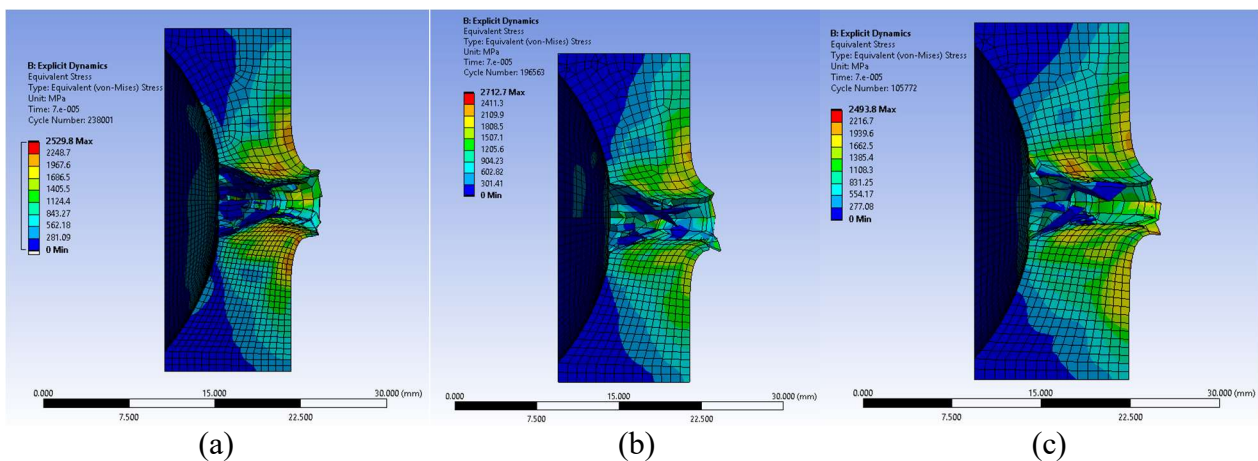 B: Explicit Dynamics
Equivalent Stress
Type: Equivalent (von-Mises) Stress
Unit: MPa
Time: 7.e-005
Cycle Number: 238001
2529.8 Max
2248.7
1967.6
1686.5
1405.5
1124.4
843.27
562.18
281.09
0 Min
0.000
15.000
30.000 (mm)
7.500
22.500
(a)
B: Explicit Dynamics
Equivalent Stress
Type: Equivalent (von-Mises) Stress
Unit: MPa
Time: 7.e-005
Cycle Number: 196563
2712.7 Max
2411.3
2109.9
1808.5
1507.1
1205.6
904.23
602.82
301.41
0 Min
0.000
15.000
30.000 (mm)
7.500
22.500
(b)
B: Explicit Dynamics
Equivalent Stress
Type: Equivalent (von-Mises) Stress
Unit: MPa
Time: 7.e-005
Cycle Number: 105772
2493.8 Max
2216.7
1939.6
1662.5
1385.4
1108.3
831.25
554.17
277.08
0 Min
0.000
15.000
30.000 (mm)
7.500
22.500
(c)